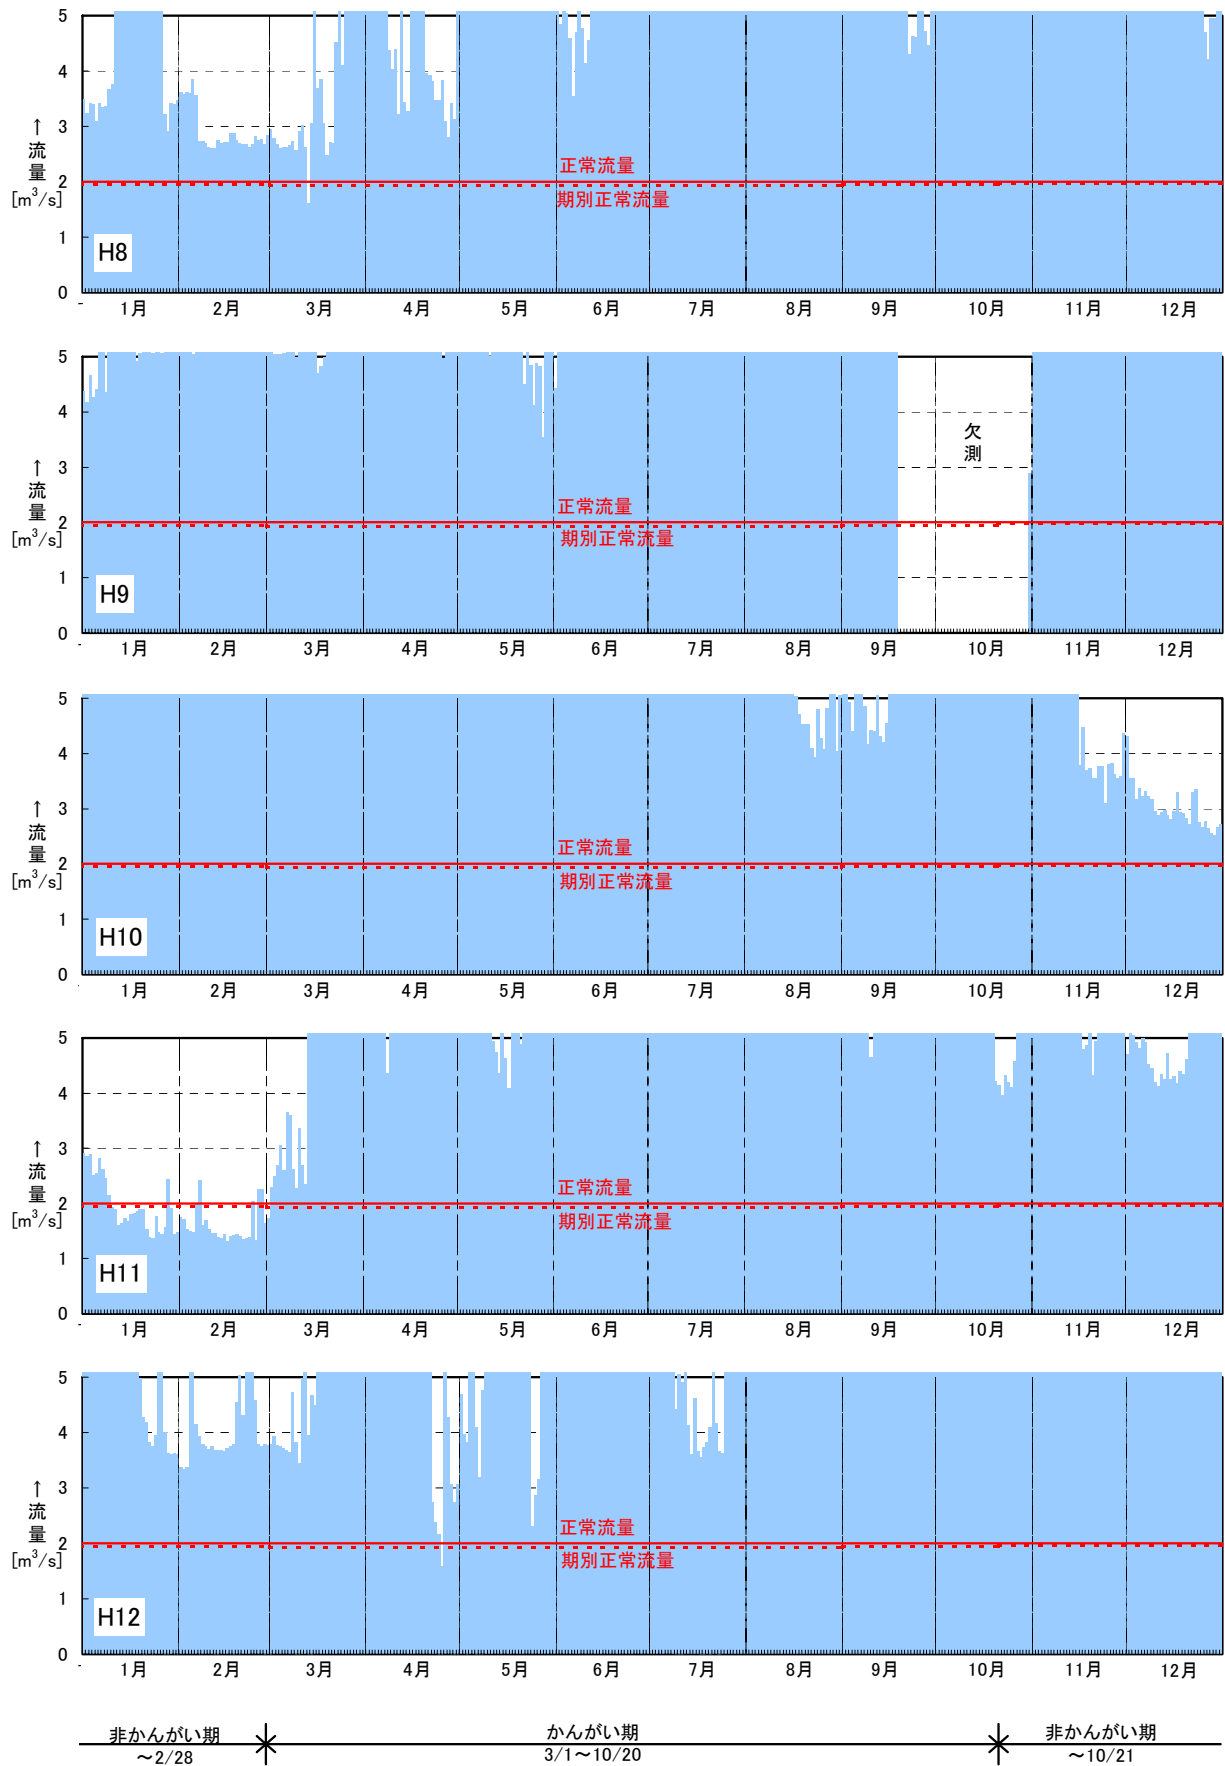 5
4
3
2
1
0
↑
流
量
[m³/s]
正常流量
期別正常流量
H8
1月 2月 3月 4月 5月 6月 7月 8月 9月 10月 11月 12月
5
4
3
2
1
0
↑
流
量
[m³/s]
欠
測
正常流量
期別正常流量
H9
1月 2月 3月 4月 5月 6月 7月 8月 9月 10月 11月 12月
5
4
3
2
1
0
↑
流
量
[m³/s]
正常流量
期別正常流量
H10
1月 2月 3月 4月 5月 6月 7月 8月 9月 10月 11月 12月
5
4
3
2
1
0
↑
流
量
[m³/s]
正常流量
期別正常流量
H11
1月 2月 3月 4月 5月 6月 7月 8月 9月 10月 11月 12月
5
4
3
2
1
0
↑
流
量
[m³/s]
正常流量
期別正常流量
H12
1月 2月 3月 4月 5月 6月 7月 8月 9月 10月 11月 12月
非かんがい期 かんがい期 非かんがい期
～2/28 3/1～10/20 ～10/21